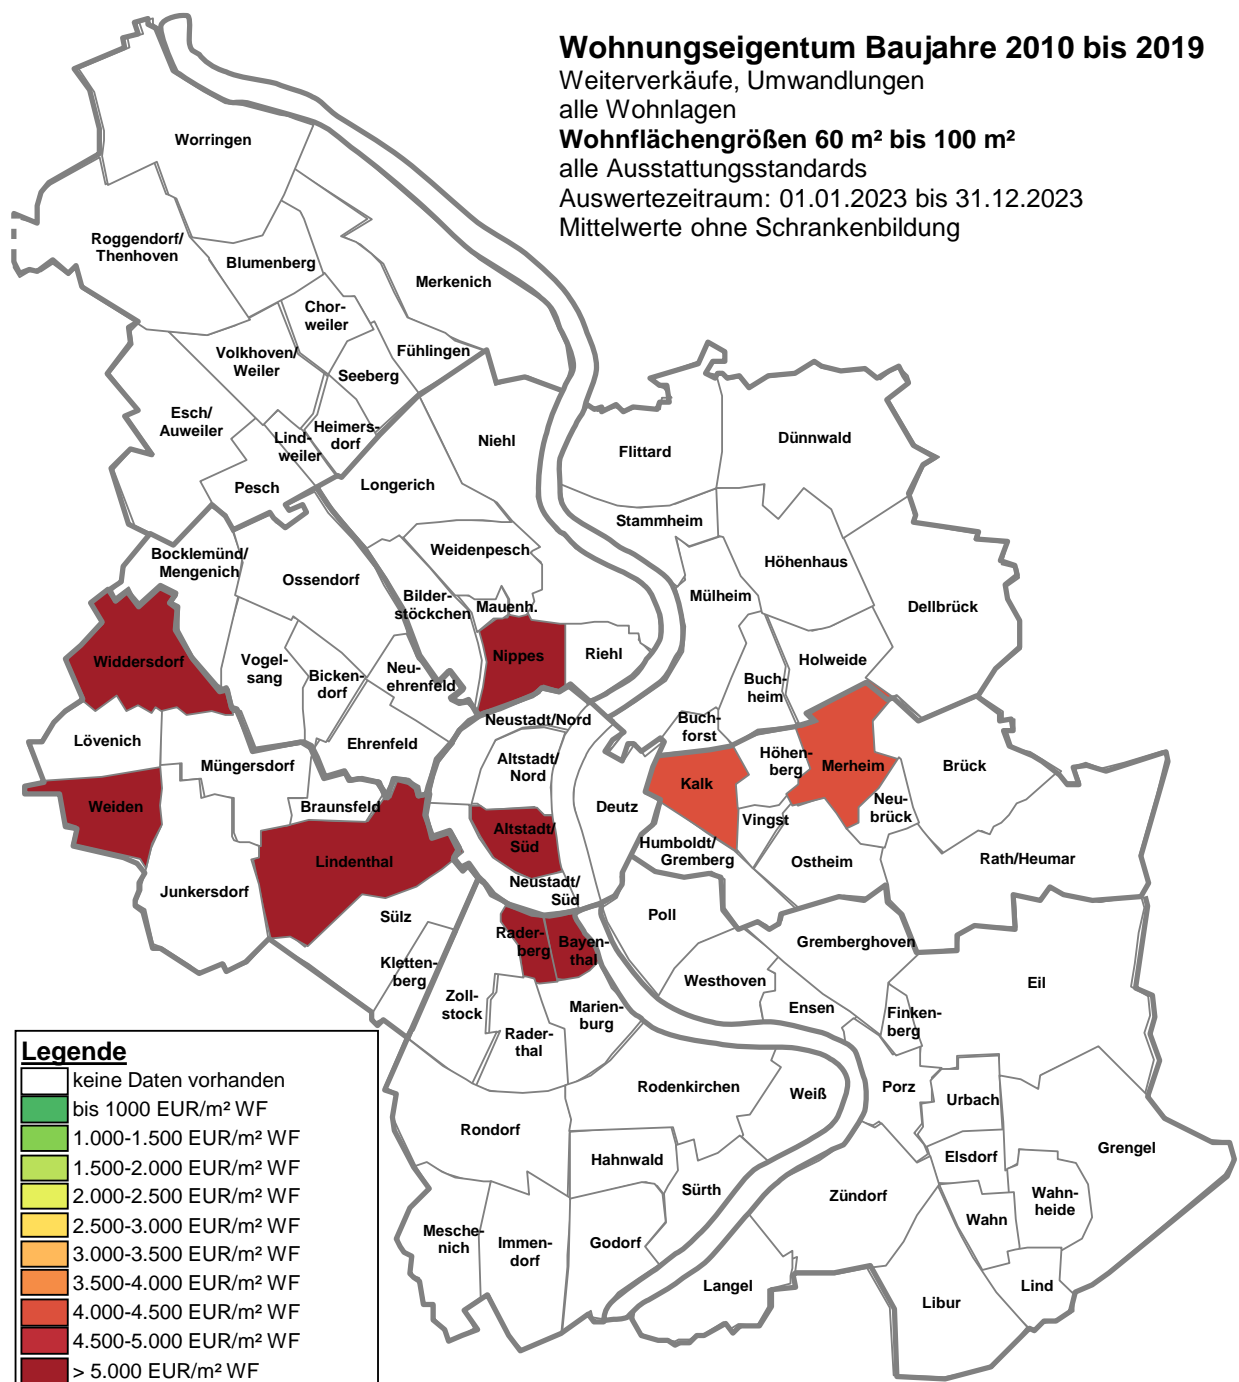 Wohnungseigentum Baujahre 2010 bis 2019
Weiterverkäufe, Umwandlungen
alle Wohnlagen
Wohnflächengrößen 60 m² bis 100 m²
alle Ausstattungsstandards
Auswertezeitraum: 01.01.2023 bis 31.12.2023
Mittelwerte ohne Schrankenbildung
Worringen
Roggendorf/
Thenhoven
Blumenberg
Merkenich
Chor-
weiler
Fühlingen
Volkhoven/
Weiler
Seeberg
Esch/
Auweiler
Heimers-
dorf
Lind-
weiler
Pesch
Niehl
Longerich
Flittard
Dünnwald
Stammheim
Höhenhaus
Weidenpesch
Bocklemünd/
Mengenich
Ossendorf
Bilder-
stöckchen
Mauenh.
Mülheim
Dellbrück
Widdersdorf
Vogel-
sang
Bicken-
dorf
Neu-
ehrenfeld
Nippes
Riehl
Buch-
heim
Holweide
Neustadt/Nord
Buch-
forst
Lövenich
Müngersdorf
Ehrenfeld
Altstadt/
Nord
Höhen-
berg
Merheim
Brück
Kalk
Weiden
Braunsfeld
Deutz
Vingst
Neu-
brück
Lindenthal
Altstadt/
Süd
Humboldt/
Gremberg
Ostheim
Rath/Heumar
Junkersdorf
Neustadt/
Süd
Sülz
Poll
Gremberghoven
Rader-
berg
Bayen-
thal
Kletten-
berg
Westhoven
Eil
Zoll-
stock
Marien-
burg
Ensen
Finken-
berg
Rader-
thal
Rodenkirchen
Weiß
Porz
Urbach
Rondorf
Hahnwald
Elsdorf
Grengel
Sürth
Zündorf
Wahn-
heide
Wahn
Mesche-
nich
Immen-
dorf
Godorf
Langel
Libur
Lind
Legende
keine Daten vorhanden
bis 1000 EUR/m² WF
1.000-1.500 EUR/m² WF
1.500-2.000 EUR/m² WF
2.000-2.500 EUR/m² WF
2.500-3.000 EUR/m² WF
3.000-3.500 EUR/m² WF
3.500-4.000 EUR/m² WF
4.000-4.500 EUR/m² WF
4.500-5.000 EUR/m² WF
> 5.000 EUR/m² WF